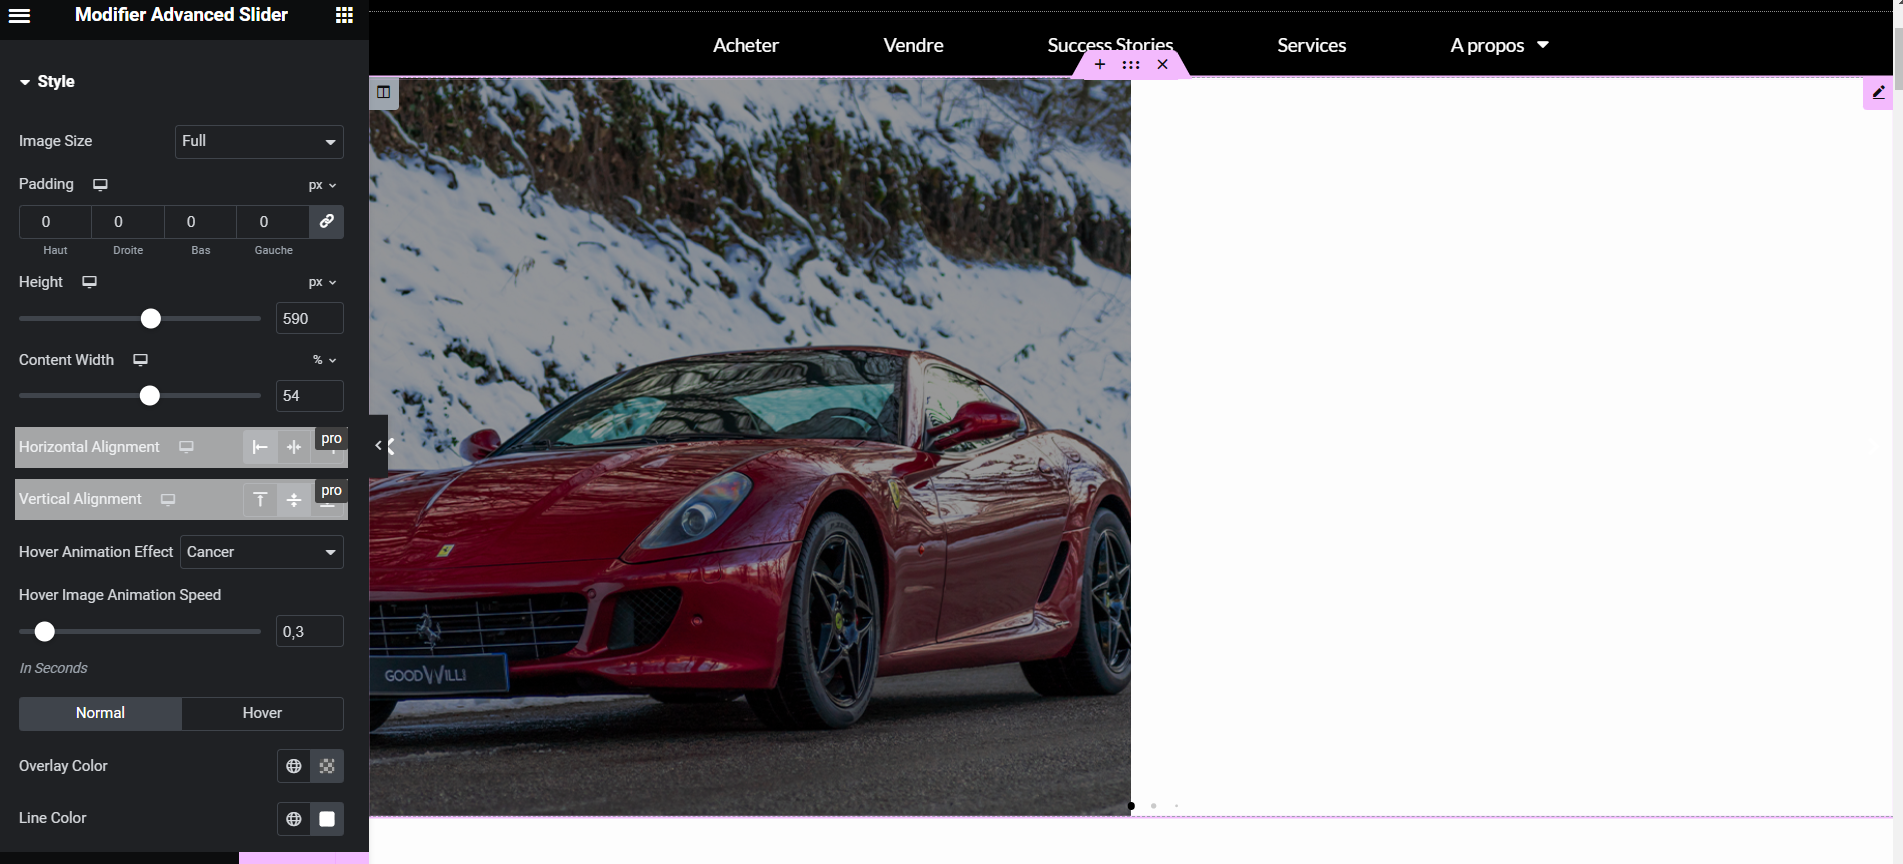 Modifier Advanced Slider
Acheter
Vendre
Success Stories
Services
A propos
Style
Image Size
Full
Padding
px
0
0
0
0
Haut
Droite
Bas
Gauche
Height
px
590
Content Width
%
54
Horizontal Alignment
pro
Vertical Alignment
pro
Hover Animation Effect
Cancer
Hover Image Animation Speed
0,3
In Seconds
Normal
Hover
Overlay Color
Line Color
GOODWILL!